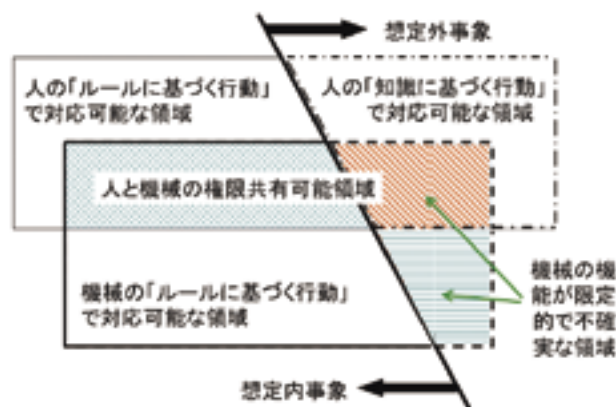 想定外事象
人の「ルールに基づく行動」
で対応可能な領域
人の「知識に基づく行動」
で対応可能な領域
人と機械の権限共有可能領域
機械の「ルールに基づく行動」
で対応可能な領域
機械の機
能が限定
的で不確
実な領域
想定内事象